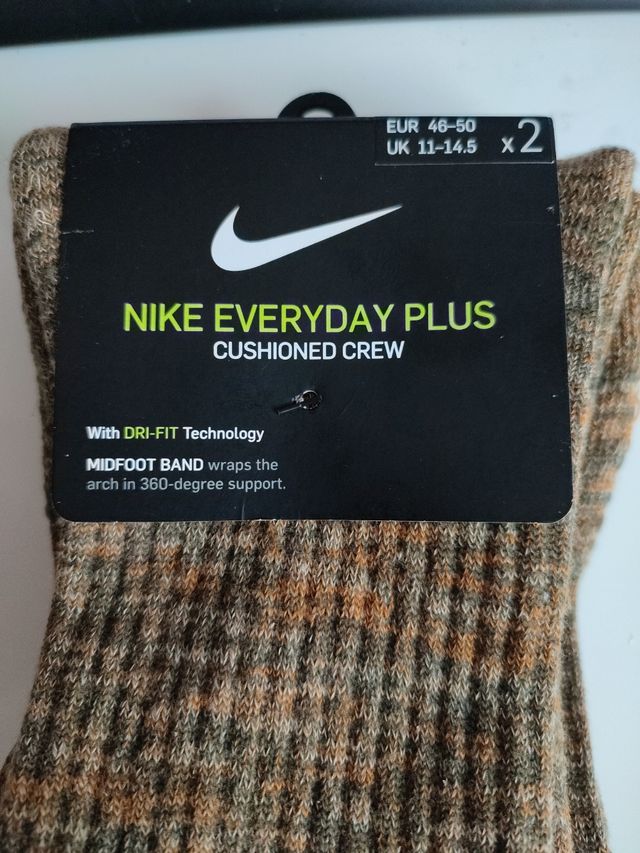 EUR 46–50
UK 11–14.5
x2
NIKE EVERYDAY PLUS
CUSHIONED CREW
With DRI-FIT Technology
MIDFOOT BAND wraps the
arch in 360-degree support.